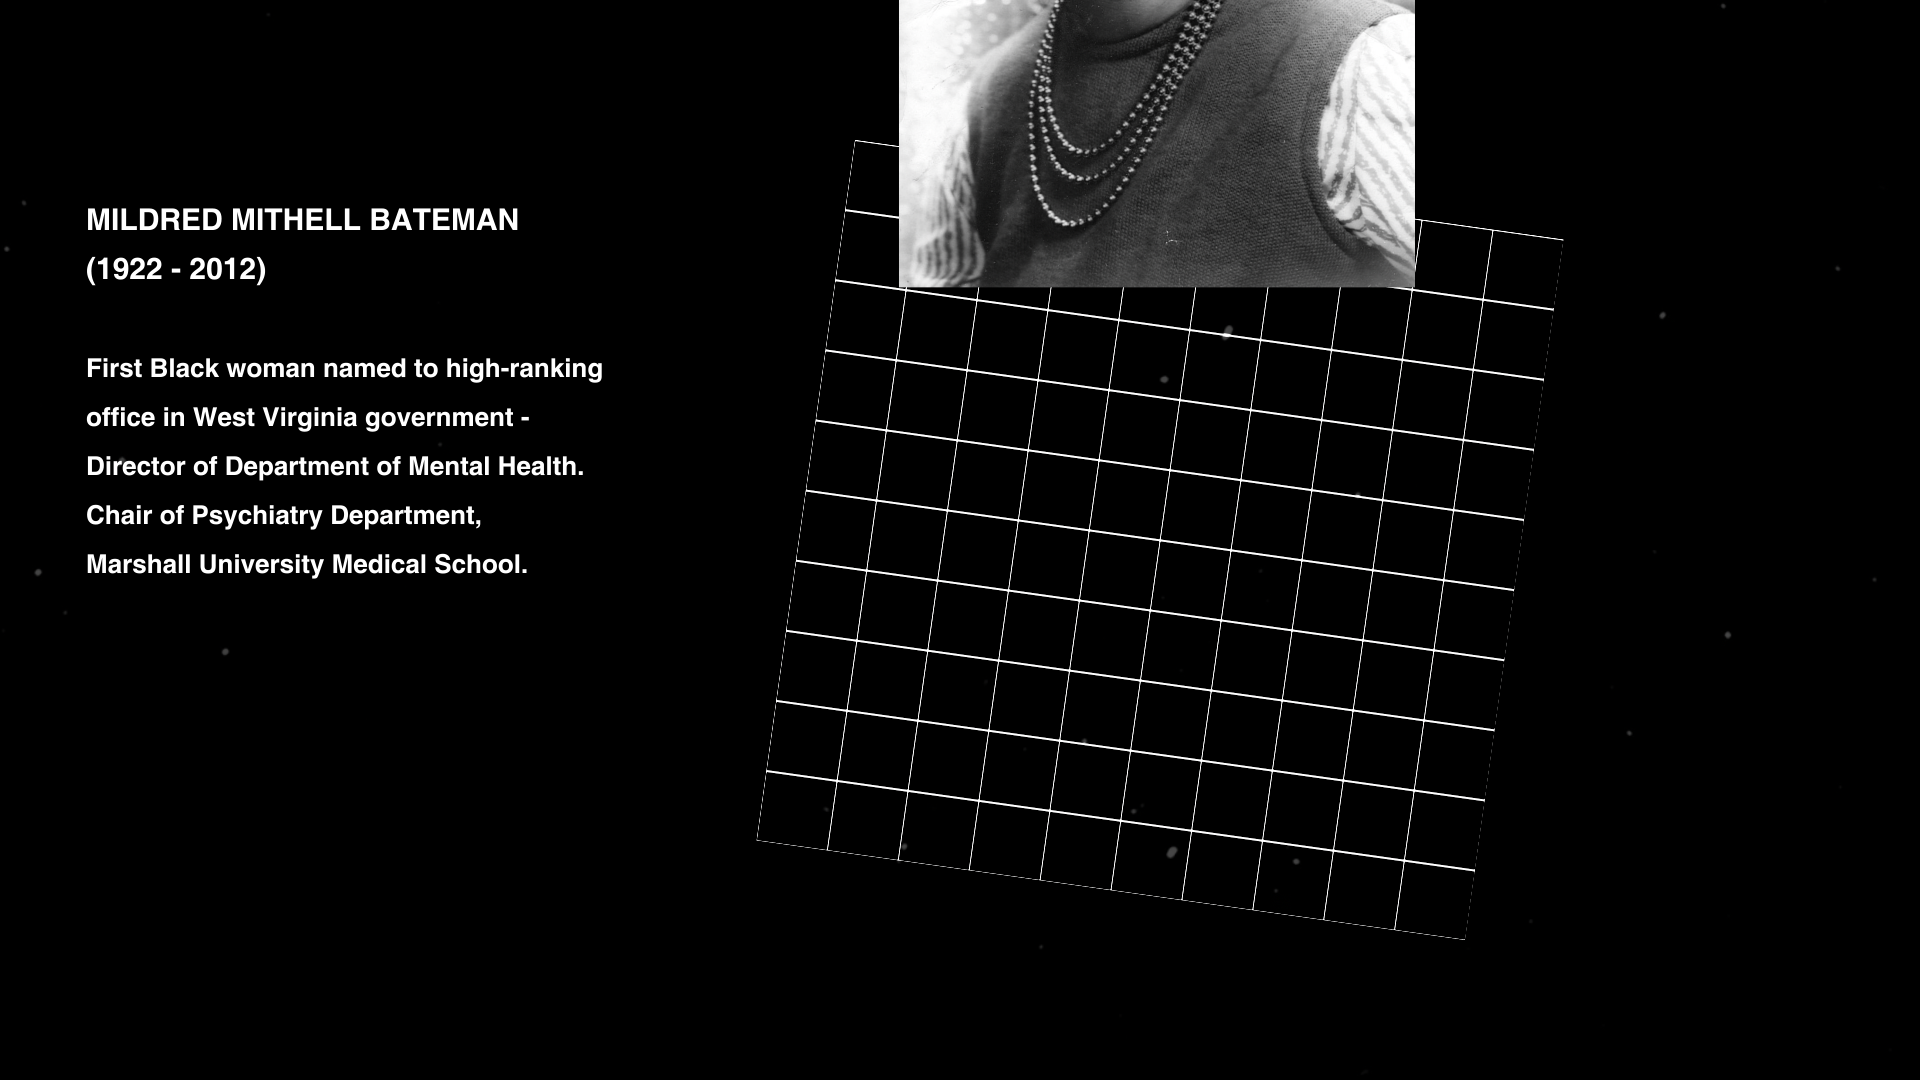 MILDRED MITHELL BATEMAN
(1922 - 2012)
First Black woman named to high-ranking
office in West Virginia government -
Director of Department of Mental Health.
Chair of Psychiatry Department,
Marshall University Medical School.